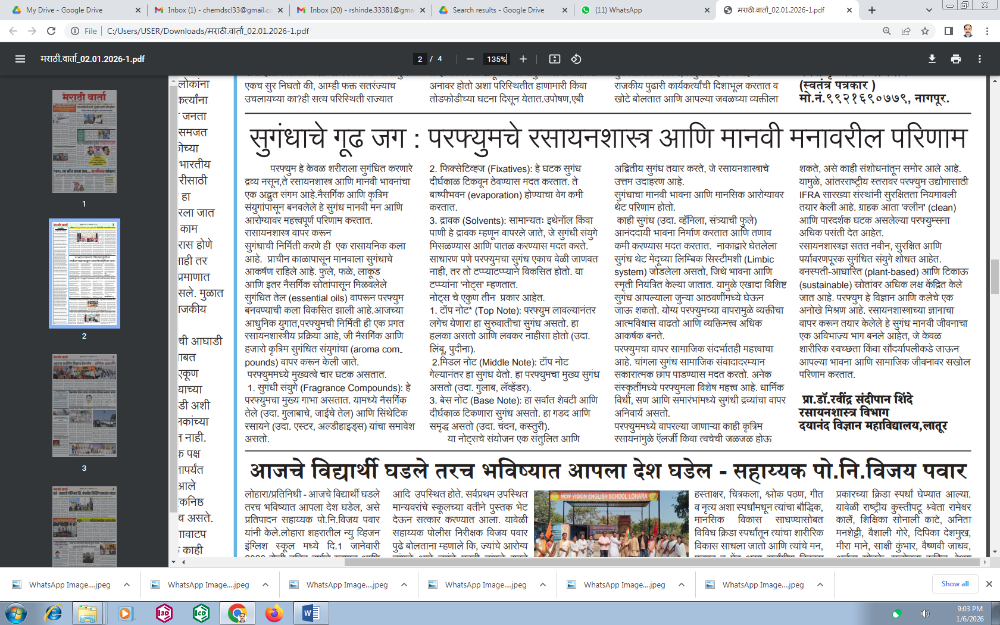 My Drive - Google Drive
Inbox (1) - chemdscl33@gmail.co
Inbox (20) - rshinde.33381@gma
Search results - Google Drive
(11) WhatsApp
मराठी.वार्ता_02.01.2026-1.pdf
File
C:/Users/USER/Downloads/मराठी.वार्ता_02.01.2026-1.pdf
मराठी.वार्ता_02.01.2026-1.pdf
2 / 4
135%
मराठी वार्ता
1
2
3
लोकांना
कर्त्यांना
जनता
समजत
च्या
भारतीय
रीसाठी
हा
रला जात
काम
रास होणे
ाही तर
प्रमाणात
सले. मुळात
ाजकीय
ची आघाडी
ाबत
एकूण
याच्या
डी अशी
लकांच्या
त नाही.
क पक्ष
ापर्यंत
आले
कनिष्ठ
च असते.
ावाटप
काही
एकच सुर निघतो की, आम्ही फक्त सतरंज्याच
उचलायच्या का?ही सत्य परिस्थिती राज्यात
अनावर होतो अशा परिस्थितीत हाणामारी किंवा
तोडफोडीच्या घटना दिसून येतात.उपोषण,एबी
राजकीय पुढारी कार्यकर्त्यांची दिशाभूल करतात व
खोटे बोलतात आणि आपल्या जवळच्या व्यक्तीला
(स्वतंत्र पत्रकार )
मो.नं.९९२१६९०७७९, नागपूर.
सुगंधाचे गूढ जग : परफ्युमचे रसायनशास्त्र आणि मानवी मनावरील परिणाम
परफ्युम हे केवळ शरीराला सुगंधित करणारे
द्रव्य नसून,ते रसायनशास्त्र आणि मानवी भावनांचा
एक अद्भुत संगम आहे.नैसर्गिक आणि कृत्रिम
संयुगांपासून बनवलेले हे सुगंध मानवी मन आणि
आरोग्यावर महत्त्वपूर्ण परिणाम करतात.
रासायनशास्त्र वापर करून
सुगंधाची निर्मिती करणे ही एक रासायनिक कला
आहे. प्राचीन काळापासून मानवाला सुगंधाचे
आकर्षण राहिले आहे. फुले, फळे, लाकूड
आणि इतर नैसर्गिक स्रोतांपासून मिळवलेले
सुगंधित तेल (essential oils) वापरून परफ्युम
बनवण्याची कला विकसित झाली आहे.आजच्या
आधुनिक युगात,परफ्युमची निर्मिती ही एक प्रगत
रसायनशास्त्रीय प्रक्रिया आहे, जी नैसर्गिक आणि
हजारो कृत्रिम सुगंधित संयुगांचा (aroma com-
pounds) वापर करून केली जाते.
परफ्युममध्ये मुख्यत्वे चार घटक असतात.
1. सुगंधी संयुगे (Fragrance Compounds): हे
परफ्युमचा मुख्य गाभा असतात. यामध्ये नैसर्गिक
तेले (उदा. गुलाबाचे, जाईचे तेल) आणि सिंथेटिक
रसायने (उदा. एस्टर, अल्डीहाइड्स) यांचा समावेश
असतो.
2. फिक्सेटिव्ह्ज (Fixatives): हे घटक सुगंध
दीर्घकाळ टिकवून ठेवण्यास मदत करतात. ते
बाष्पीभवन (evaporation) होण्याचा वेग कमी
करतात.
3. द्रावक (Solvents): सामान्यतः इथेनॉल किंवा
पाणी हे द्रावक म्हणून वापरले जाते, जे सुगंधी संयुगे
मिसळण्यास आणि पातळ करण्यास मदत करते.
साधारण पणे परफ्युमचा सुगंध एकाच वेळी जाणवत
नाही, तर तो टप्प्याटप्प्याने विकसित होतो. या
टप्प्यांना 'नोट्स' म्हणतात.
नोट्स चे एकुण तीन प्रकार आहेत.
1. टॉप नोट* (Top Note): परफ्युम लावल्यानंतर
लगेच येणारा हा सुरुवातीचा सुगंध असतो. हा
हलका असतो आणि लवकर नाहीसा होतो (उदा.
लिंबू, पुदीना).
2.मिडल नोट (Middle Note): टॉप नोट
गेल्यानंतर हा सुगंध येतो. हा परफ्युमचा मुख्य सुगंध
असतो (उदा. गुलाब, लॅव्हेंडर).
3. बेस नोट (Base Note): हा सर्वात शेवटी आणि
दीर्घकाळ टिकणारा सुगंध असतो. हा गडद आणि
समृद्ध असतो (उदा. चंदन, कस्तुरी).
या नोट्सचे संयोजन एक संतुलित आणि
अद्वितीय सुगंध तयार करते, जे रसायनशास्त्राचे
उत्तम उदाहरण आहे.
सुगंधाचा मानवी भावना आणि मानसिक आरोग्यावर
थेट परिणाम होतो.
काही सुगंध (उदा. व्हॅनिला, संत्र्याची फुले)
आनंददायी भावना निर्माण करतात आणि तणाव
कमी करण्यास मदत करतात. नाकाद्वारे घेतलेला
सुगंध थेट मेंदूच्या लिम्बिक सिस्टीमशी (Limbic
system) जोडलेला असतो, जिथे भावना आणि
स्मृती नियंत्रित केल्या जातात. यामुळे एखादा विशिष्ट
सुगंध आपल्याला जुन्या आठवणींमध्ये घेऊन
जाऊ शकतो. योग्य परफ्युमच्या वापरामुळे व्यक्तीचा
आत्मविश्वास वाढतो आणि व्यक्तिमत्त्व अधिक
आकर्षक बनते.
परफ्युमचा वापर सामाजिक संदर्भातही महत्त्वाचा
आहे. चांगला सुगंध सामाजिक संवादादरम्यान
सकारात्मक छाप पाडण्यास मदत करतो. अनेक
संस्कृतींमध्ये परफ्युमला विशेष महत्त्व आहे. धार्मिक
विधी, सण आणि समारंभांमध्ये सुगंधी द्रव्यांचा वापर
अनिवार्य असतो.
परफ्युममध्ये वापरल्या जाणाऱ्या काही कृत्रिम
रसायनांमुळे ऍलर्जी किंवा त्वचेची जळजळ होऊ
शकते, असे काही संशोधनांतून समोर आले आहे.
यामुळे, आंतरराष्ट्रीय स्तरावर परफ्युम उद्योगासाठी
IFRA सारख्या संस्थांनी सुरक्षितता नियमावली
तयार केली आहे. ग्राहक आता 'क्लीन' (clean)
आणि पारदर्शक घटक असलेल्या परफ्युम्सना
अधिक पसंती देत आहेत.
रसायनशास्त्रज्ञ सतत नवीन, सुरक्षित आणि
पर्यावरणपूरक सुगंधित संयुगे शोधत आहेत.
वनस्पती-आधारित (plant-based) आणि टिकाऊ
(sustainable) स्रोतांवर अधिक लक्ष केंद्रित केले
जात आहे. परफ्युम हे विज्ञान आणि कलेचे एक
अनोखे मिश्रण आहे. रसायनशास्त्राच्या ज्ञानाचा
वापर करून तयार केलेले हे सुगंध मानवी जीवनाचा
एक अविभाज्य भाग बनले आहेत, जे केवळ
शारीरिक स्वच्छता किंवा सौंदर्यापलीकडे जाऊन
आपल्या भावना आणि सामाजिक जीवनावर सखोल
परिणाम करतात.
प्रा.डॉ.रवींद्र संदीपान शिंदे
रसायनशास्त्र विभाग
दयानंद विज्ञान महाविद्यालय,लातूर
आजचे विद्यार्थी घडले तरच भविष्यात आपला देश घडेल - सहाय्यक पो.नि.विजय पवार
लोहारा/प्रतिनिधी - आजचे विद्यार्थी घडले
तरच भविष्यात आपला देश घडेल, असे
प्रतिपादन सहाय्यक पो.नि.विजय पवार
यांनी केले.लोहारा शहरातील न्यु व्हिजन
इंग्लिश स्कूल मध्ये दि.1 जानेवारी
आदि उपस्थित होते. सर्वप्रथम उपस्थित
मान्यवरांचे स्कूलच्या वतीने पुस्तक भेट
देऊन सत्कार करण्यात आला. यावेळी
सहाय्यक पोलीस निरीक्षक विजय पवार
पुढे बोलताना म्हणाले कि, ज्यांचे आरोग्य
NEW VISION ENGLISH SCHOOL LOHARA
हस्ताक्षर, चित्रकला, श्लोक पठण, गीत
व नृत्य अशा स्पर्धांमधून त्यांचा बौद्धिक,
मानसिक विकास साधण्यासोबत
विविध क्रिडा स्पर्धांतून त्यांचा शारीरिक
विकास साधला जातो आणि त्यांचे मन,
प्रकारच्या क्रिडा स्पर्धां घेण्यात आल्या.
यावेळी राष्ट्रीय कुस्तीपटू श्वेता रामेश्वर
कार्ले, शिक्षिका सोनाली काटे, अनिता
मनशेट्टी, वैशाली गोरे, दिपिका देशमुख,
मीरा माने, साक्षी कुंभार, वैष्णवी जाधव,
WhatsApp Image....jpeg
WhatsApp Image....jpeg
WhatsApp Image....jpeg
WhatsApp Image....jpeg
WhatsApp Image....jpeg
WhatsApp Image....jpeg
Show all
9:03 PM
1/6/2026